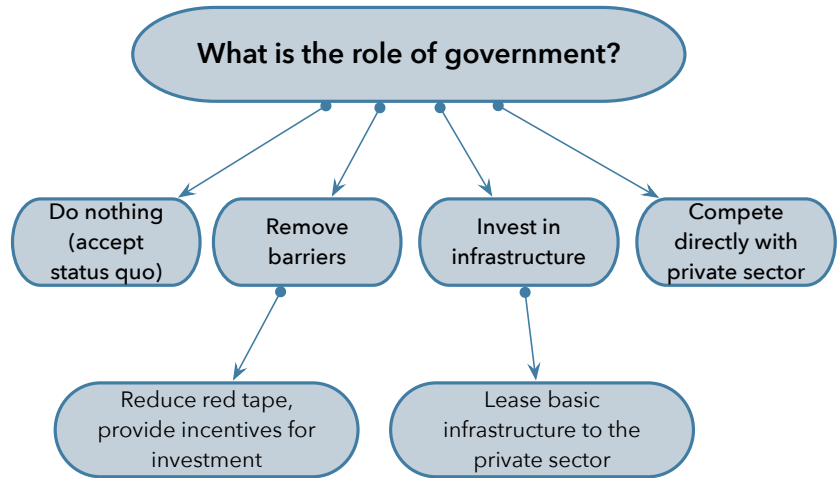 What is the role of government?
Do nothing
(accept
status quo)
Remove
barriers
Invest in
infrastructure
Compete
directly with
private sector
Reduce red tape,
provide incentives for
investment
Lease basic
infrastructure to the
private sector